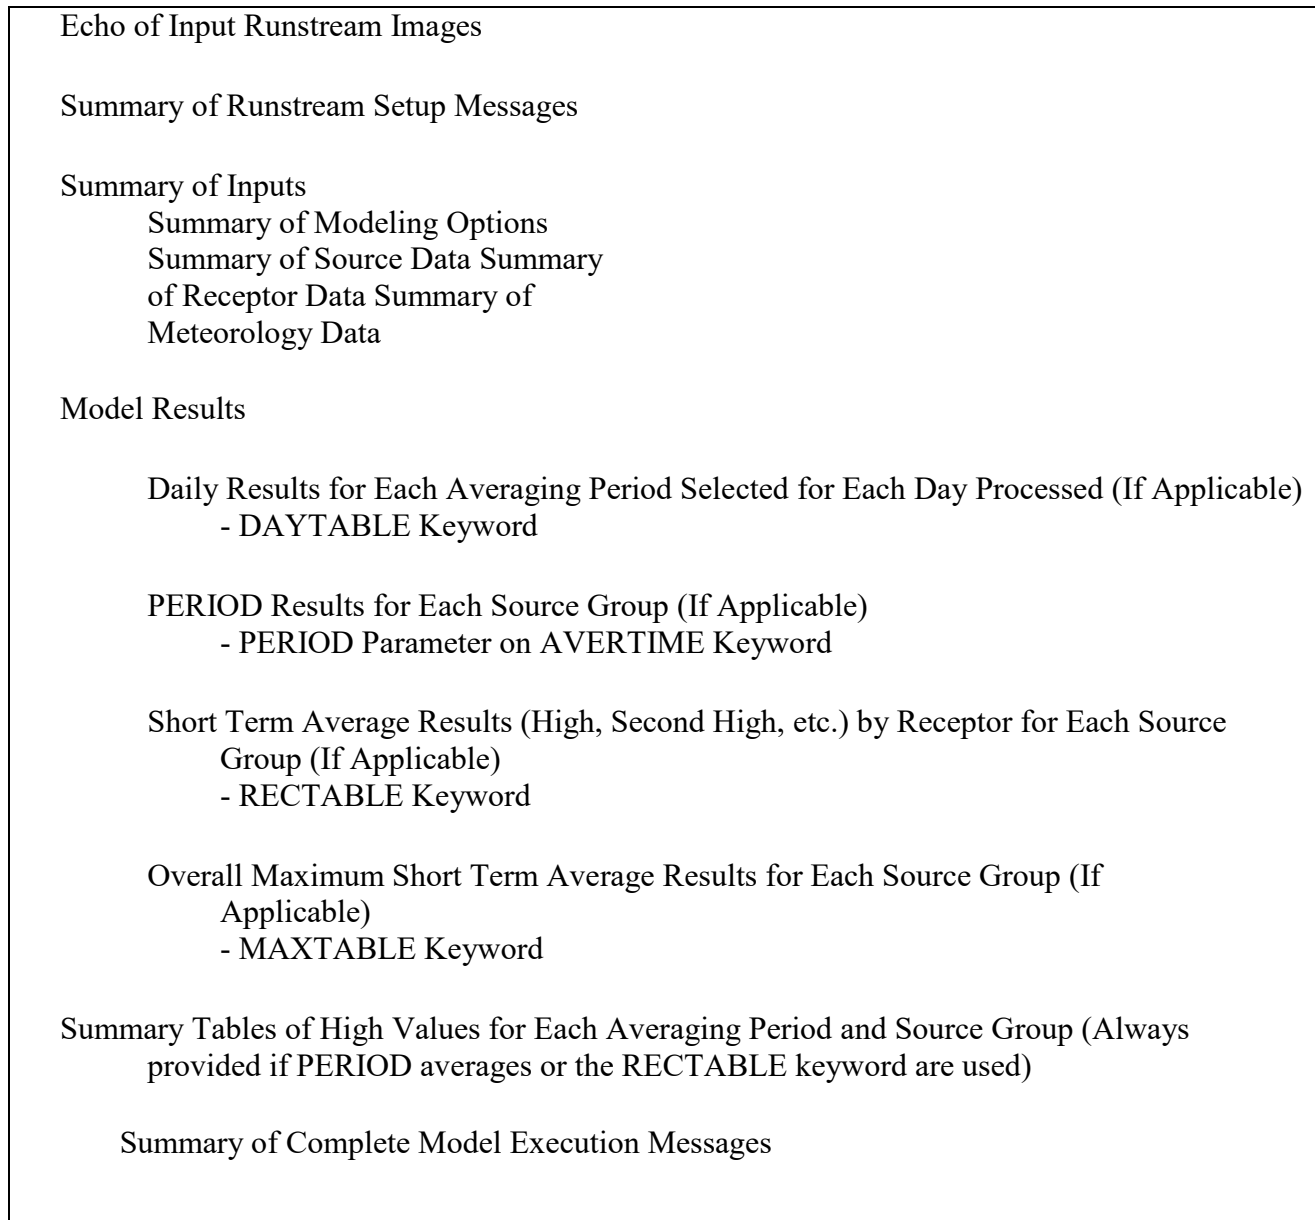 Echo of Input Runstream Images
Summary of Runstream Setup Messages
Summary of Inputs
Summary of Modeling Options
Summary of Source Data Summary
of Receptor Data Summary of
Meteorology Data
Model Results
Daily Results for Each Averaging Period Selected for Each Day Processed (If Applicable)
- DAYTABLE Keyword
PERIOD Results for Each Source Group (If Applicable)
- PERIOD Parameter on AVERTIME Keyword
Short Term Average Results (High, Second High, etc.) by Receptor for Each Source
Group (If Applicable)
- RECTABLE Keyword
Overall Maximum Short Term Average Results for Each Source Group (If
Applicable)
- MAXTABLE Keyword
Summary Tables of High Values for Each Averaging Period and Source Group (Always
provided if PERIOD averages or the RECTABLE keyword are used)
Summary of Complete Model Execution Messages